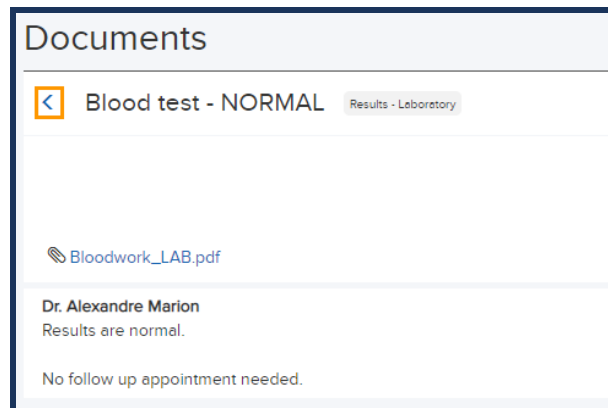 Documents
Blood test - NORMAL Results - Laboratory
Bloodwork_LAB.pdf
Dr. Alexandre Marion
Results are normal.
No follow up appointment needed.